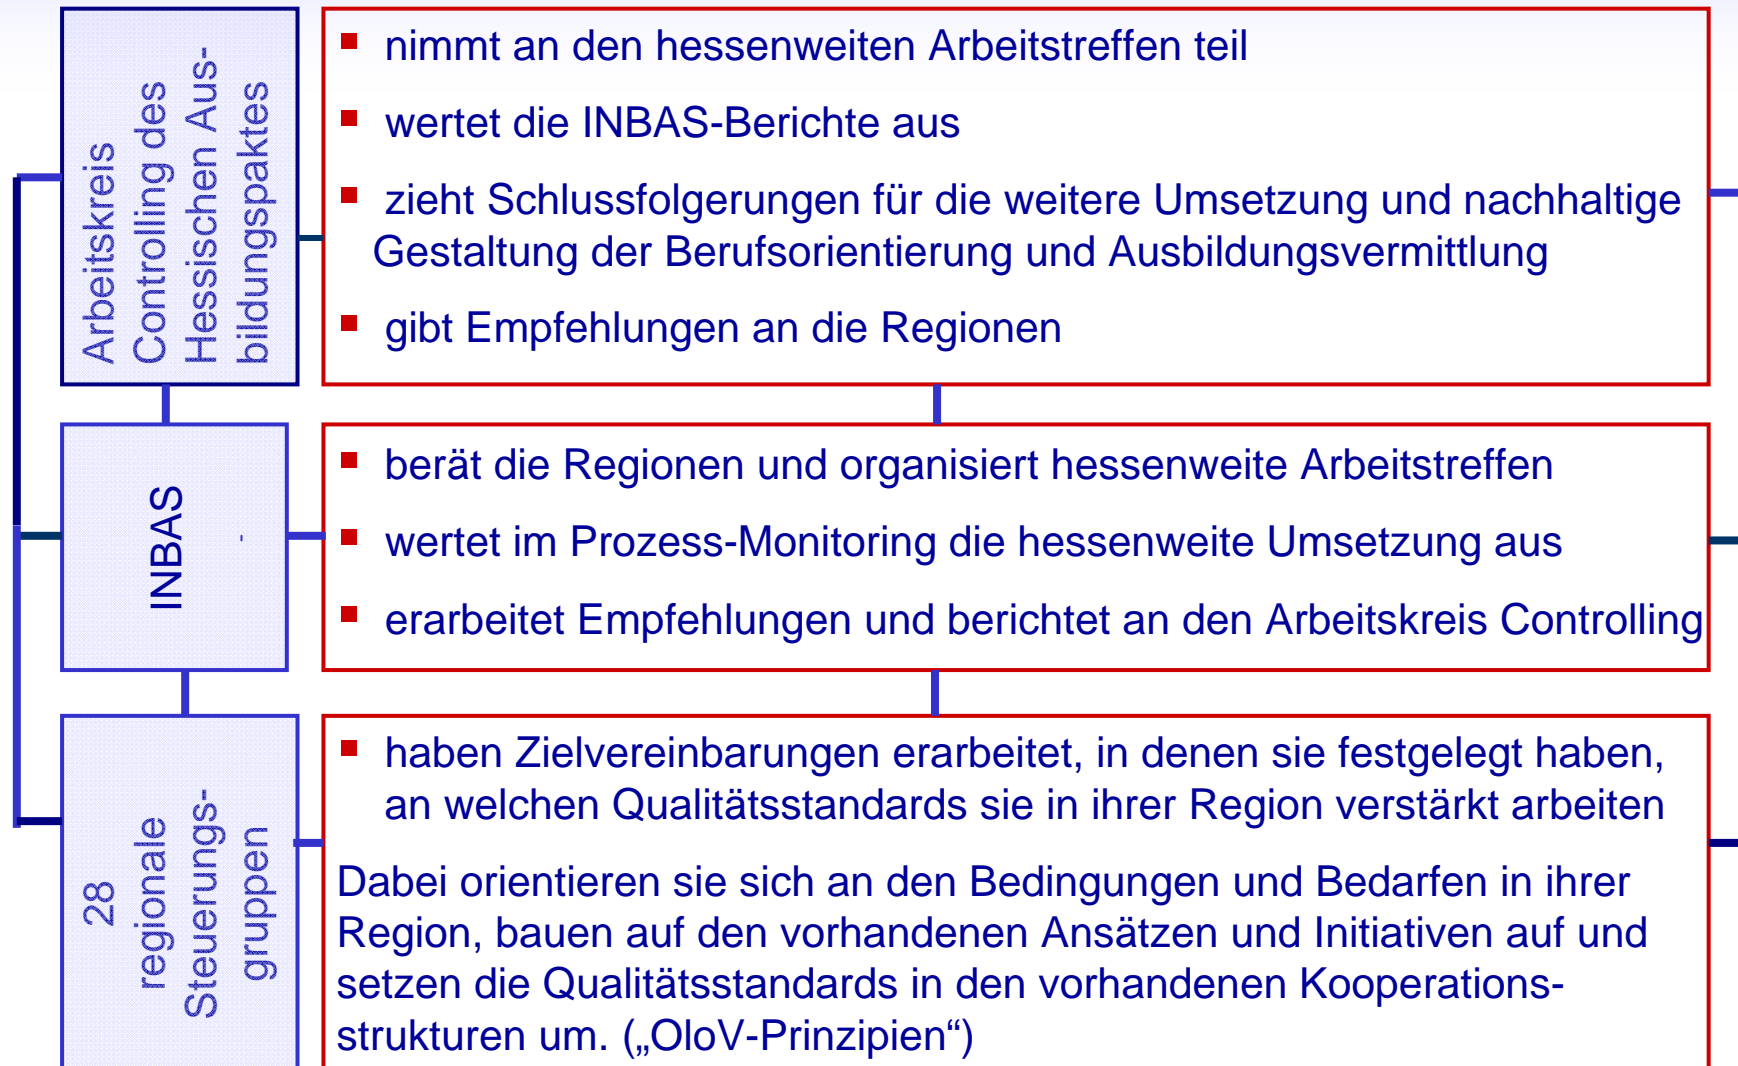 Arbeitskreis
Controlling des
Hessischen Aus-
bildungspaktes
▪ nimmt an den hessenweiten Arbeitstreffen teil
▪ wertet die INBAS-Berichte aus
▪ zieht Schlussfolgerungen für die weitere Umsetzung und nachhaltige
Gestaltung der Berufsorientierung und Ausbildungsvermittlung
▪ gibt Empfehlungen an die Regionen
INBAS
-
▪ berät die Regionen und organisiert hessenweite Arbeitstreffen
▪ wertet im Prozess-Monitoring die hessenweite Umsetzung aus
▪ erarbeitet Empfehlungen und berichtet an den Arbeitskreis Controlling
28
regionale
Steuerungs-
gruppen
▪ haben Zielvereinbarungen erarbeitet, in denen sie festgelegt haben,
an welchen Qualitätsstandards sie in ihrer Region verstärkt arbeiten
Dabei orientieren sie sich an den Bedingungen und Bedarfen in ihrer
Region, bauen auf den vorhandenen Ansätzen und Initiativen auf und
setzen die Qualitätsstandards in den vorhandenen Kooperations-
strukturen um. („OloV-Prinzipien“)